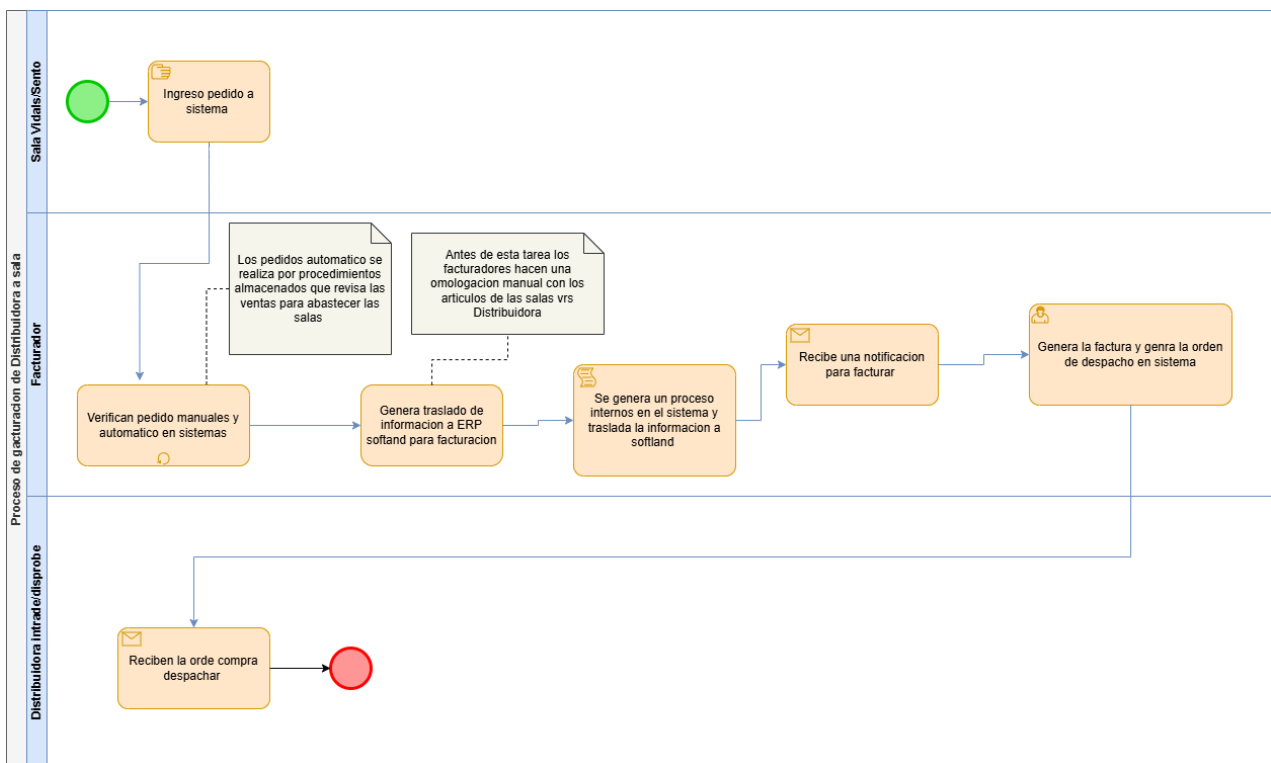 Proceso de gacturacion de Distribuidora a sala
Sala Vidals/Sento
Ingreso pedido a
sistema
Facturador
Los pedidos automatico se
realiza por procedimientos
almacenados que revisa las
ventas para abastecer las
salas
Antes de esta tarea los
facturadores hacen una
omologacion manual con los
articulos de las salas vrs
Distribuidora
Verifican pedido manuales y
automatico en sistemas
Genera traslado de
informacion a ERP
softand para facturacion
Se genera un proceso
internos en el sistema y
traslada la informacion a
softland
Recibe una notificacion
para facturar
Genera la factura y genra la orden
de despacho en sistema
Distribuidora intrade/disprobe
Reciben la orde compra
despachar